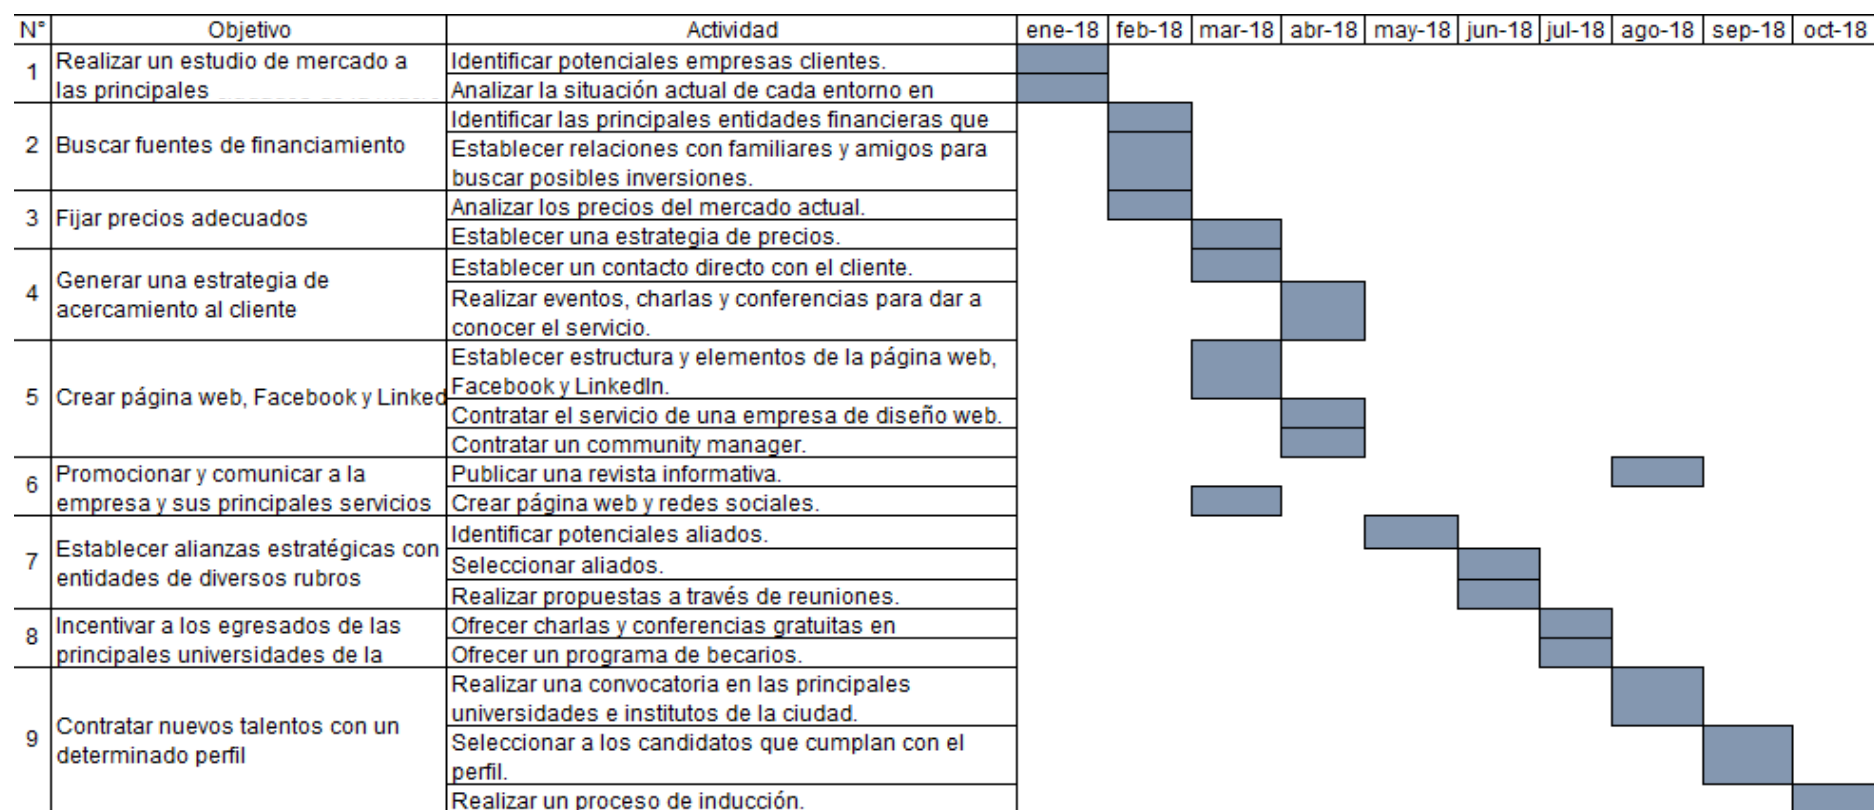 N° Objetivo Actividad ene-18 feb-18 mar-18 abr-18 may-18 jun-18 jul-18 ago-18 sep-18 oct-18
1
Realizar un estudio de mercado a
las principales
Identificar potenciales empresas clientes.
Analizar la situación actual de cada entorno en
2
Buscar fuentes de financiamiento
Identificar las principales entidades financieras que
Establecer relaciones con familiares y amigos para
buscar posibles inversiones.
3
Fijar precios adecuados
Analizar los precios del mercado actual.
Establecer una estrategia de precios.
4
Generar una estrategia de
acercamiento al cliente
Establecer un contacto directo con el cliente.
Realizar eventos, charlas y conferencias para dar a
conocer el servicio.
5
Crear página web, Facebook y Linked
Establecer estructura y elementos de la página web,
Facebook y LinkedIn.
Contratar el servicio de una empresa de diseño web.
Contratar un community manager.
6
Promocionar y comunicar a la
empresa y sus principales servicios
Publicar una revista informativa.
Crear página web y redes sociales.
7
Establecer alianzas estratégicas con
entidades de diversos rubros
Identificar potenciales aliados.
Seleccionar aliados.
Realizar propuestas a través de reuniones.
8
Incentivar a los egresados de las
principales universidades de la
Ofrecer charlas y conferencias gratuitas en
Ofrecer un programa de becarios.
9
Contratar nuevos talentos con un
determinado perfil
Realizar una convocatoria en las principales
universidades e institutos de la ciudad.
Seleccionar a los candidatos que cumplan con el
perfil.
Realizar un proceso de inducción.